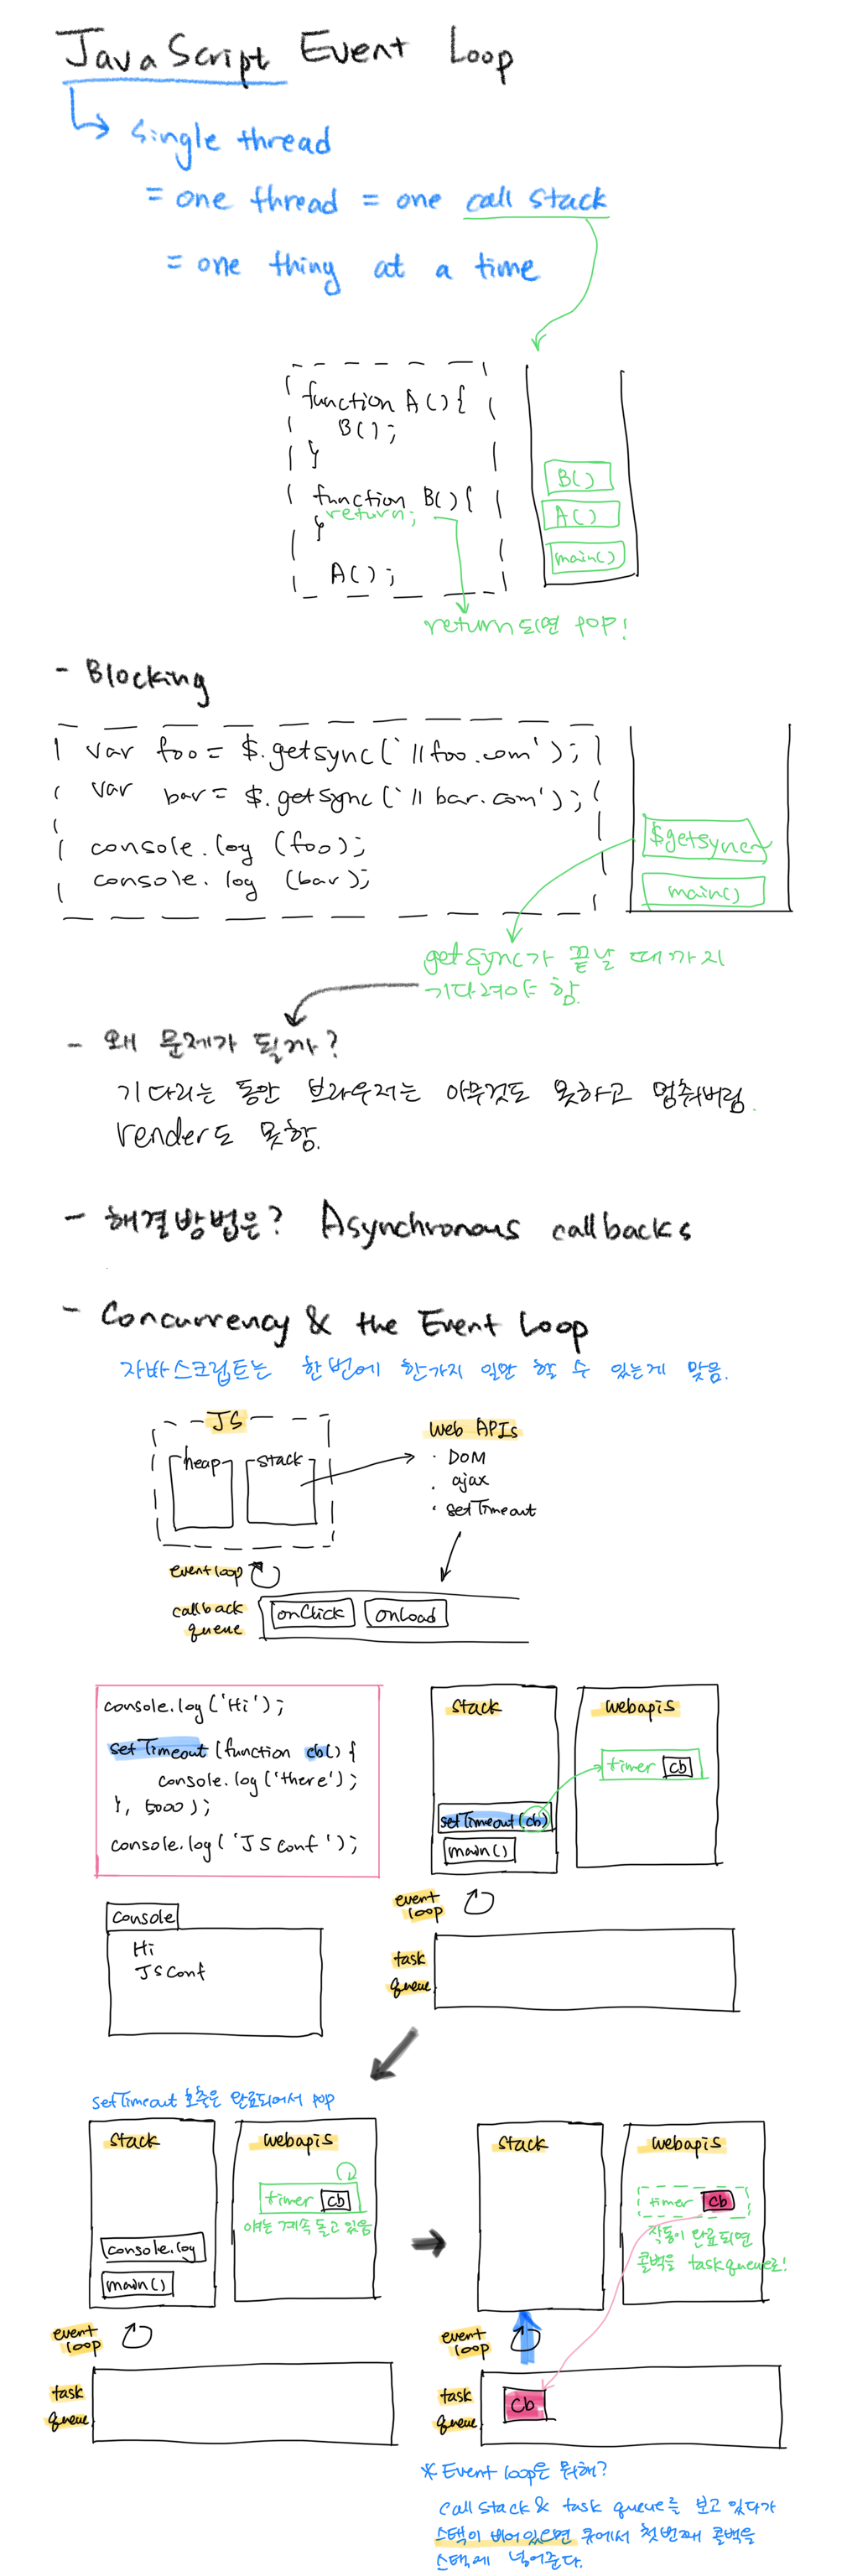 JavaScript Event Loop
single thread
= one thread = one call stack
= one thing at a time
function A(){
B();
}
function B(){
return;
}
A();
B()
A()
main()
return되면 pop!
- Blocking
var foo = $.getsync(`//foo.com');
var bar = $.getsync(`//bar.com');
console.log (foo);
console.log (bar);
$getsync~
main()
getsync가 끝날 때까지
기다려야 함.
- 왜 문제가 될까?
기다리는 동안 브라우저는 아무것도 못하고 멈춰버림.
render도 못함.
- 해결방법은? Asynchronous callbacks
- Concurrency & the Event Loop
자바스크립트는 한번에 한가지 일만 할 수 있는게 맞음.
JS
heap
stack
Web APIs
· DOM
· ajax
· setTimeout
event loop
callback
queue
onClick
onLoad
console.log('Hi');
setTimeout (function cb() {
console.log('there');
}, 5000);
console.log('JSConf');
stack
setTimeout(cb)
main()
webapis
timer cb
event
loop
task
queue
Console
Hi
JSConf
setTimeout 호출은 완료되어서 pop
stack
console.log
main()
webapis
timer cb
얘는 계속 돌고 있음
event
loop
task
queue
stack
webapis
timer cb
작동이 완료되면
콜백을 task queue로!
event
loop
task
queue
cb
* Event loop은 뭐해?
Call stack & task queue를 보고 있다가
스택이 비어있으면 큐에서 첫번째 콜백을
스택에 넣어준다.